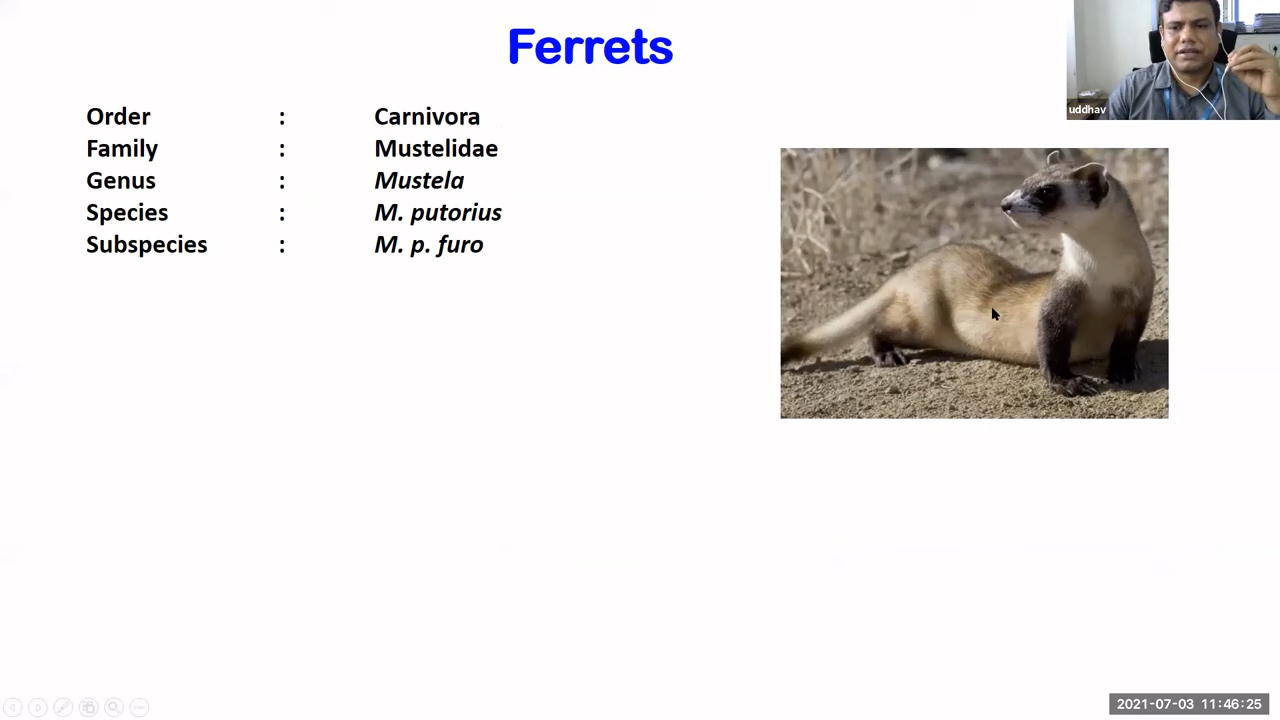 Ferrets
uddhav
Order : Carnivora
Family : Mustelidae
Genus : Mustela
Species : M. putorius
Subspecies : M. p. furo
2021-07-03 11:46:25